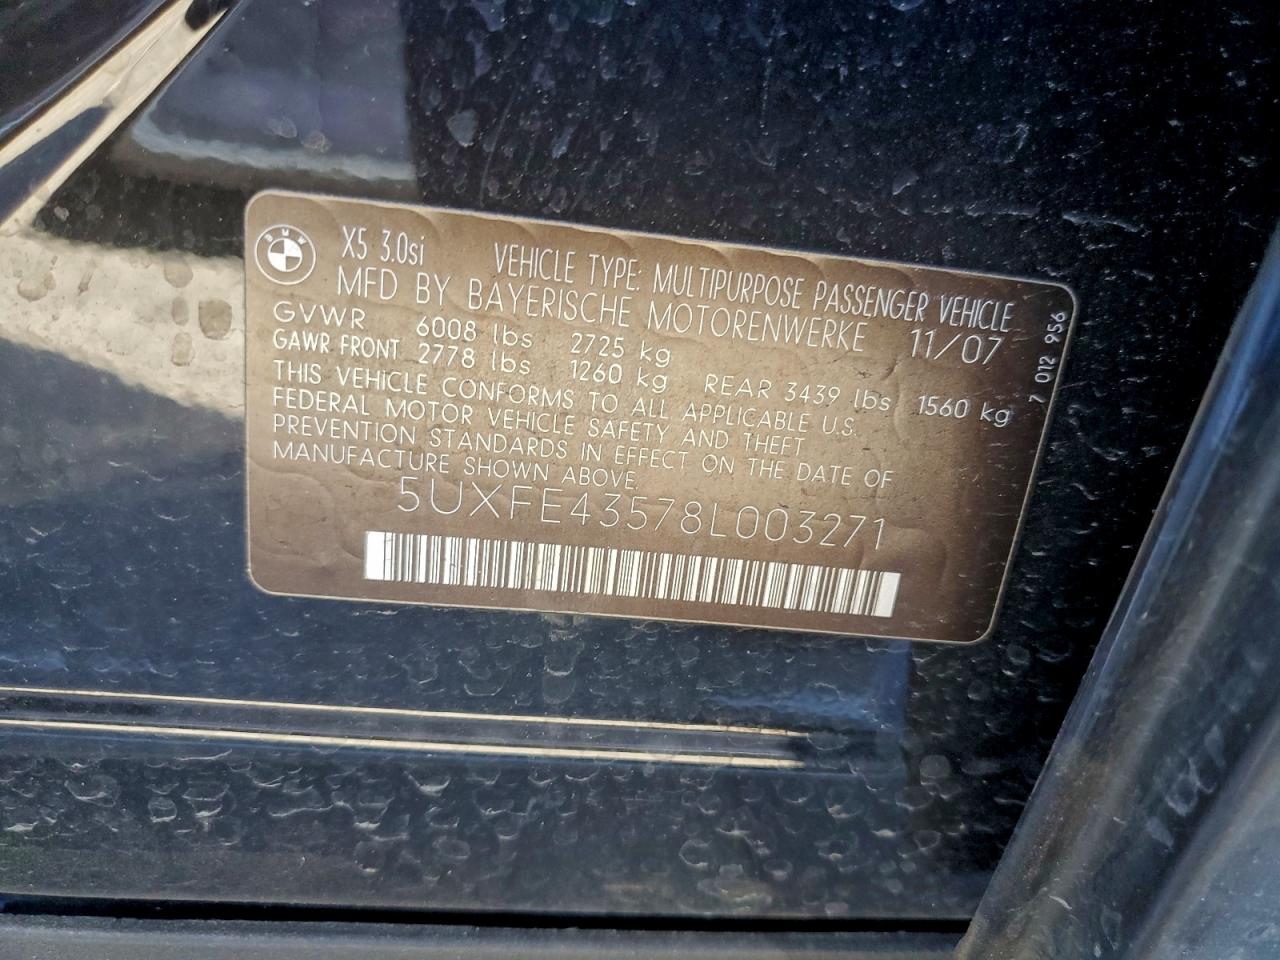 BMW
X5 3.0si VEHICLE TYPE: MULTIPURPOSE PASSENGER VEHICLE
MFD BY BAYERISCHE MOTORENWERKE 11/07
GVWR 6008 lbs 2725 kg
GAWR FRONT 2778 lbs 1260 kg REAR 3439 lbs 1560 kg
THIS VEHICLE CONFORMS TO ALL APPLICABLE U.S.
FEDERAL MOTOR VEHICLE SAFETY AND THEFT
PREVENTION STANDARDS IN EFFECT ON THE DATE OF
MANUFACTURE SHOWN ABOVE.
5UXFE43578L003271
7 012 956